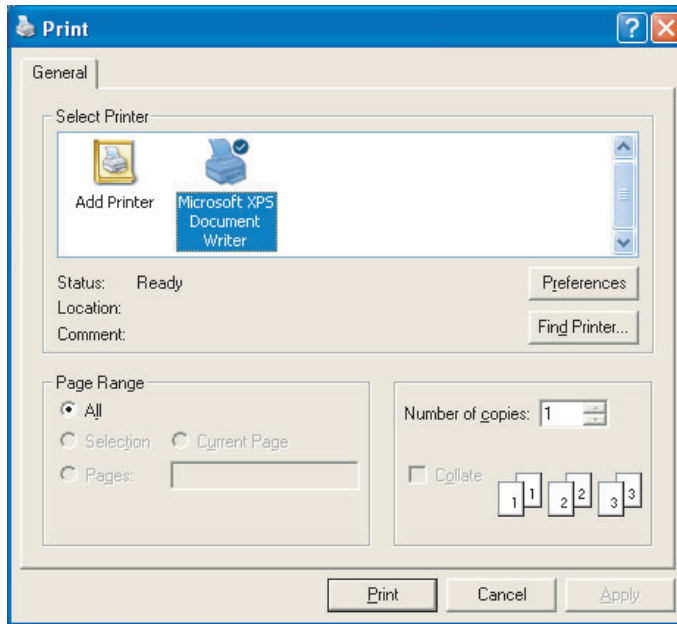 Print
General
Select Printer
Add Printer
Microsoft XPS
Document
Writer
Status: Ready
Location:
Comment:
Preferences
Find Printer...
Page Range
All
Selection Current Page
Pages:
Number of copies: 1
Collate
1 1 2 2 3 3
Print Cancel Apply